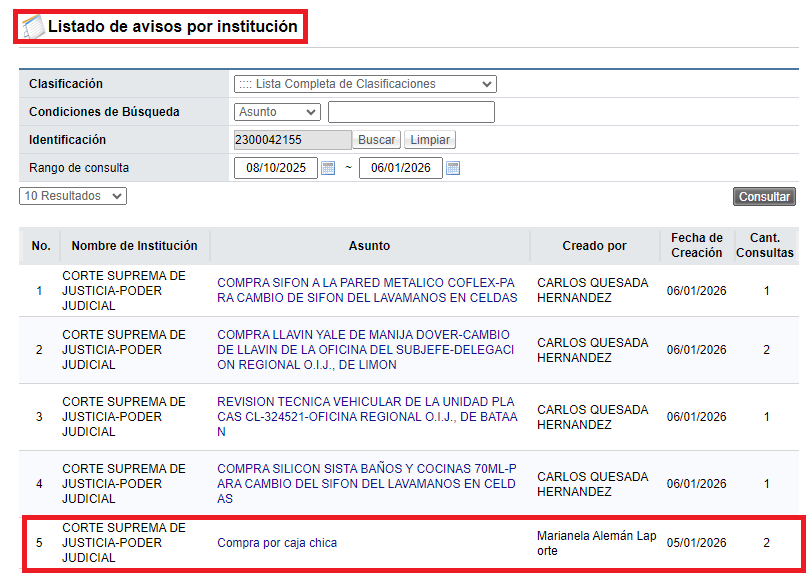 Listado de avisos por institución
Clasificación
:::: Lista Completa de Clasificaciones
Condiciones de Búsqueda
Asunto
Identificación
2300042155 Buscar Limpiar
Rango de consulta
08/10/2025 ~ 06/01/2026
10 Resultados
Consultar
No. Nombre de Institución Asunto Creado por Fecha de Creación Cant. Consultas
1
CORTE SUPREMA DE
JUSTICIA-PODER
JUDICIAL
COMPRA SIFON A LA PARED METALICO COFLEX-PA
RA CAMBIO DE SIFON DEL LAVAMANOS EN CELDAS
CARLOS QUESADA
HERNANDEZ
06/01/2026
1
2
CORTE SUPREMA DE
JUSTICIA-PODER
JUDICIAL
COMPRA LLAVIN YALE DE MANIJA DOVER-CAMBIO
DE LLAVIN DE LA OFICINA DEL SUBJEFE-DELEGACI
ON REGIONAL O.I.J., DE LIMON
CARLOS QUESADA
HERNANDEZ
06/01/2026
2
3
CORTE SUPREMA DE
JUSTICIA-PODER
JUDICIAL
REVISION TECNICA VEHICULAR DE LA UNIDAD PLA
CAS CL-324521-OFICINA REGIONAL O.I.J., DE BATAA
N
CARLOS QUESADA
HERNANDEZ
06/01/2026
1
4
CORTE SUPREMA DE
JUSTICIA-PODER
JUDICIAL
COMPRA SILICON SISTA BAÑOS Y COCINAS 70ML-P
ARA CAMBIO DEL SIFON DEL LAVAMANOS EN CELD
AS
CARLOS QUESADA
HERNANDEZ
06/01/2026
1
5
CORTE SUPREMA DE
JUSTICIA-PODER
JUDICIAL
Compra por caja chica
Marianela Alemán Lap
orte
05/01/2026
2